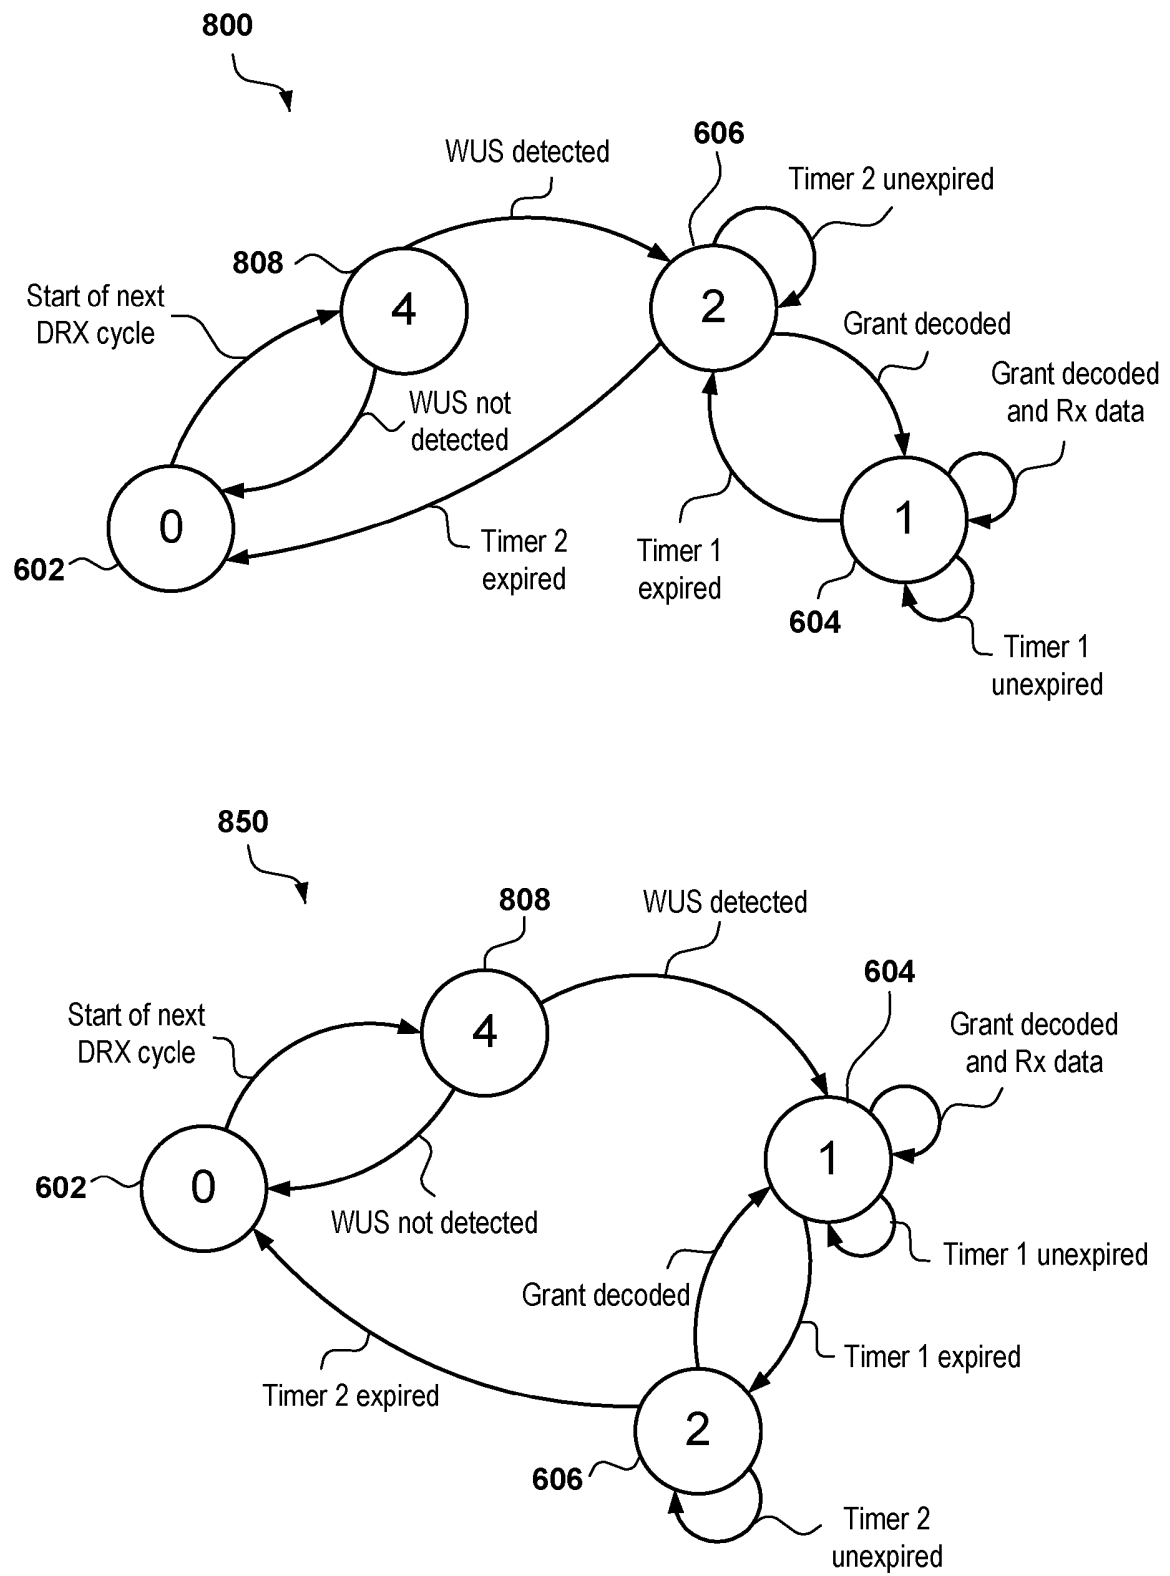 800
WUS detected
606
Timer 2 unexpired
808
4
Start of next
DRX cycle
2
Grant decoded
Grant decoded
and Rx data
WUS not
detected
0
1
602
Timer 2
expired
Timer 1
expired
604
Timer 1
unexpired
850
808
WUS detected
604
Start of next
DRX cycle
4
Grant decoded
and Rx data
1
602
0
WUS not detected
Timer 1 unexpired
Grant decoded
Timer 1 expired
Timer 2 expired
2
606
Timer 2
unexpired